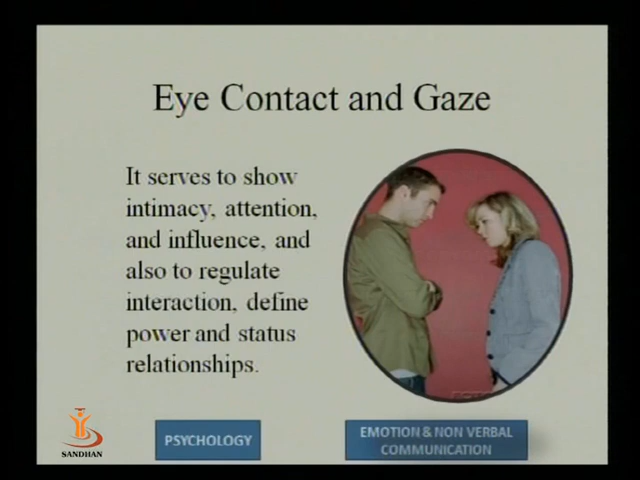 Eye Contact and Gaze
It serves to show
intimacy, attention,
and influence, and
also to regulate
interaction, define
power and status
relationships.
SANDHAN
PSYCHOLOGY
EMOTION & NON VERBAL
COMMUNICATION